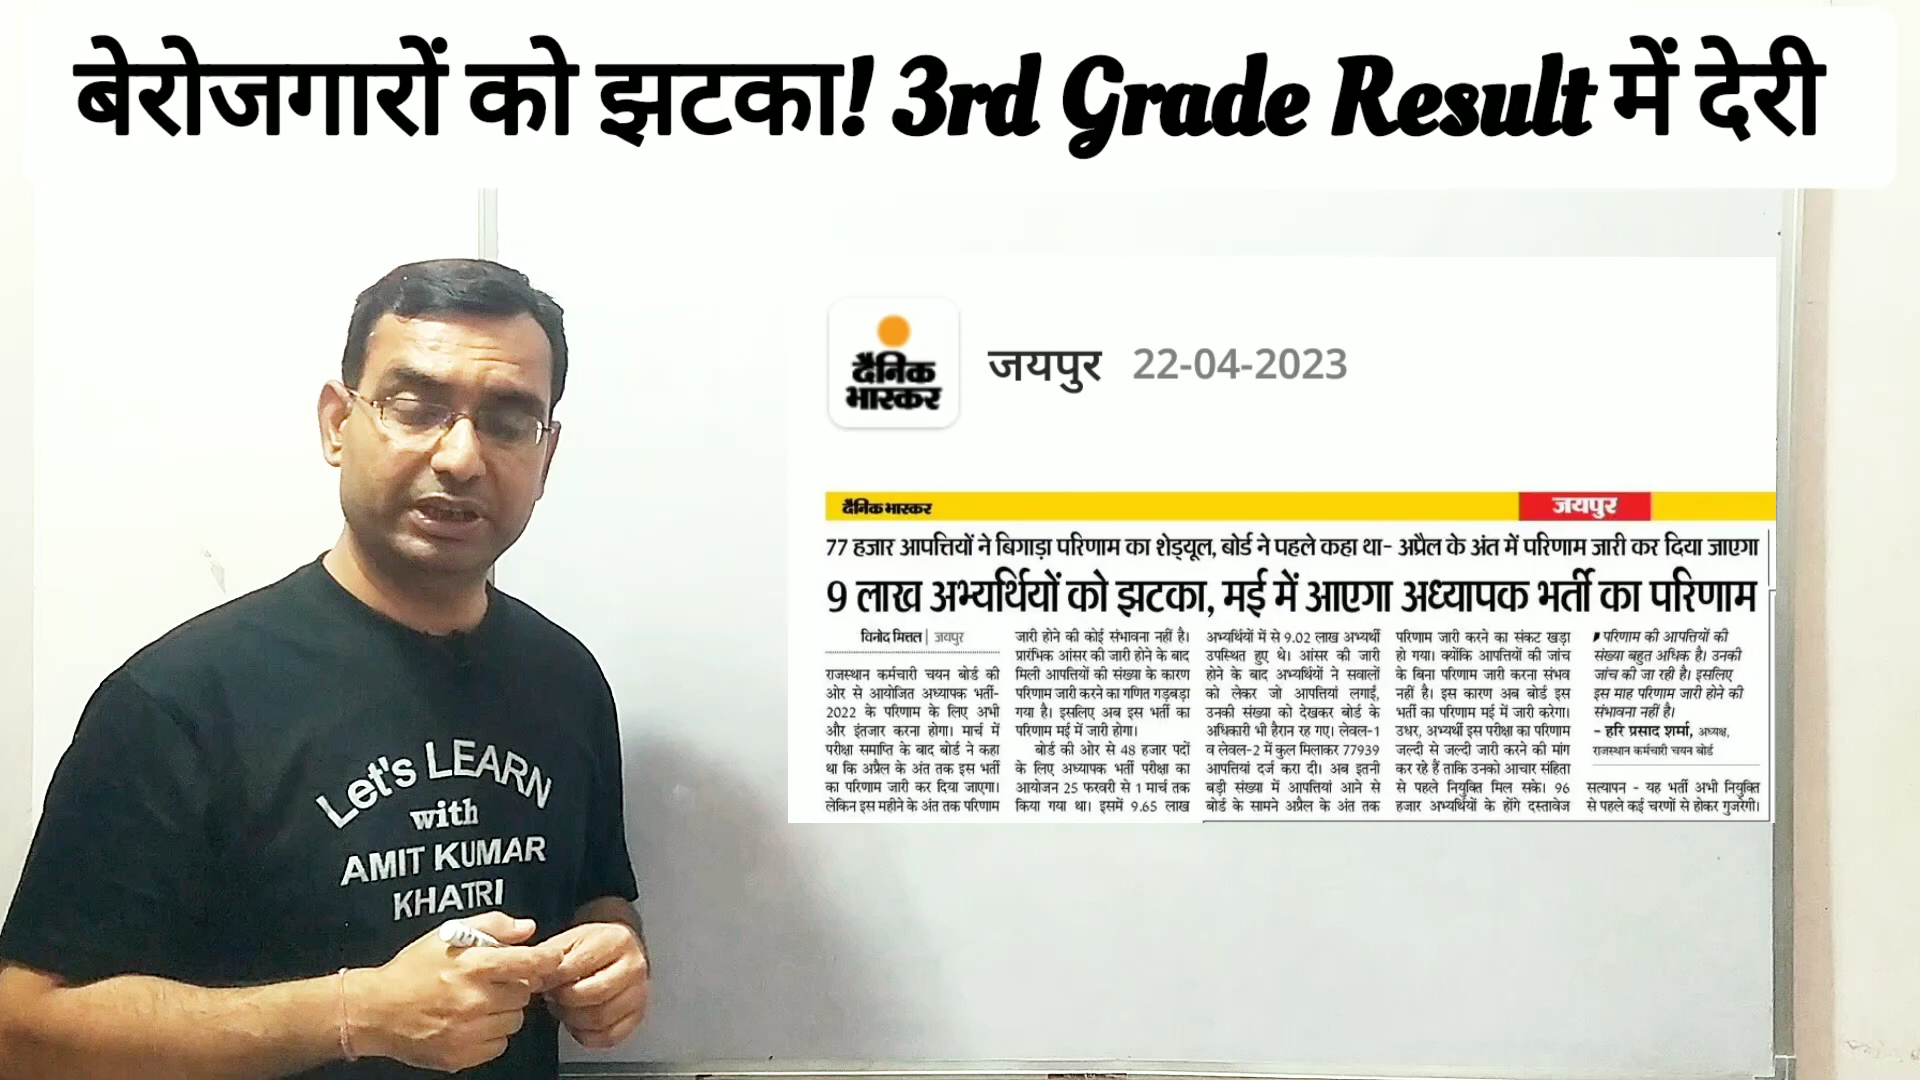 बेरोजगारों को झटका! 3rd Grade Result में देरी
दैनिक
भास्कर
जयपुर 22-04-2023
दैनिक भास्कर
जयपुर
77 हजार आपत्तियों ने बिगाड़ा परिणाम का शेड्यूल, बोर्ड ने पहले कहा था- अप्रैल के अंत में परिणाम जारी कर दिया जाएगा
9 लाख अभ्यर्थियों को झटका, मई में आएगा अध्यापक भर्ती का परिणाम
विनोद मित्तल | जयपुर
राजस्थान कर्मचारी चयन बोर्ड की
ओर से आयोजित अध्यापक भर्ती-
2022 के परिणाम के लिए अभी
और इंतजार करना होगा। मार्च में
परीक्षा समाप्ति के बाद बोर्ड ने कहा
था कि अप्रैल के अंत तक इस भर्ती
का परिणाम जारी कर दिया जाएगा।
लेकिन इस महीने के अंत तक परिणाम
जारी होने की कोई संभावना नहीं है।
प्रारंभिक आंसर की जारी होने के बाद
मिली आपत्तियों की संख्या के कारण
परिणाम जारी करने का गणित गड़बड़ा
गया है। इसलिए अब इस भर्ती का
परिणाम मई में जारी होगा।
बोर्ड की ओर से 48 हजार पदों
के लिए अध्यापक भर्ती परीक्षा का
आयोजन 25 फरवरी से 1 मार्च तक
किया गया था। इसमें 9.65 लाख
अभ्यर्थियों में से 9.02 लाख अभ्यर्थी
उपस्थित हुए थे। आंसर की जारी
होने के बाद अभ्यर्थियों ने सवालों
को लेकर जो आपत्तियां लगाईं,
उनकी संख्या को देखकर बोर्ड के
अधिकारी भी हैरान रह गए। लेवल-1
व लेवल-2 में कुल मिलाकर 77939
आपत्तियां दर्ज करा दी। अब इतनी
बड़ी संख्या में आपत्तियां आने से
बोर्ड के सामने अप्रैल के अंत तक
परिणाम जारी करने का संकट खड़ा
हो गया। क्योंकि आपत्तियों की जांच
के बिना परिणाम जारी करना संभव
नहीं है। इस कारण अब बोर्ड इस
भर्ती का परिणाम मई में जारी करेगा।
उधर, अभ्यर्थी इस परीक्षा का परिणाम
जल्दी से जल्दी जारी करने की मांग
कर रहे हैं ताकि उनको आचार संहिता
से पहले नियुक्ति मिल सके। 96
हजार अभ्यर्थियों के होंगे दस्तावेज
परिणाम की आपत्तियों की
संख्या बहुत अधिक है। उनकी
जांच की जा रही है। इसलिए
इस माह परिणाम जारी होने की
संभावना नहीं है।
- हरि प्रसाद शर्मा, अध्यक्ष,
राजस्थान कर्मचारी चयन बोर्ड
सत्यापन - यह भर्ती अभी नियुक्ति
से पहले कई चरणों से होकर गुजरेगी।
Let's LEARN
with
AMIT KUMAR
KHATRI